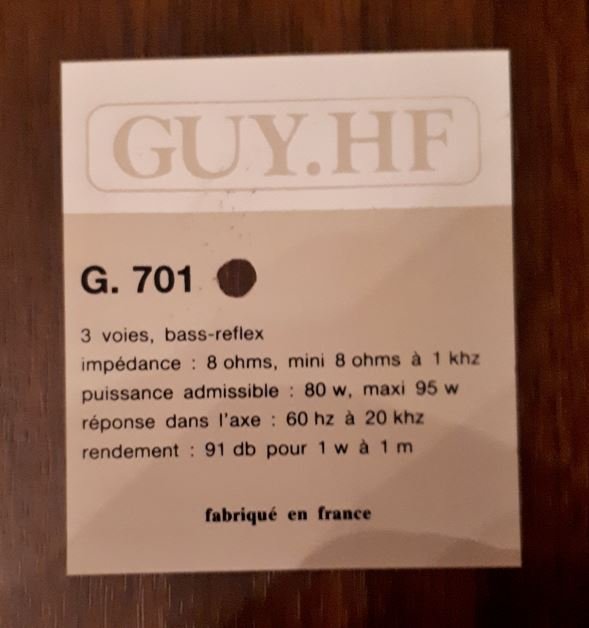 GUY.HF
G. 701
3 voies, bass-reflex
impédance : 8 ohms, mini 8 ohms à 1 khz
puissance admissible : 80 w, maxi 95 w
réponse dans l'axe : 60 hz à 20 khz
rendement : 91 db pour 1 w à 1 m
fabriqué en france